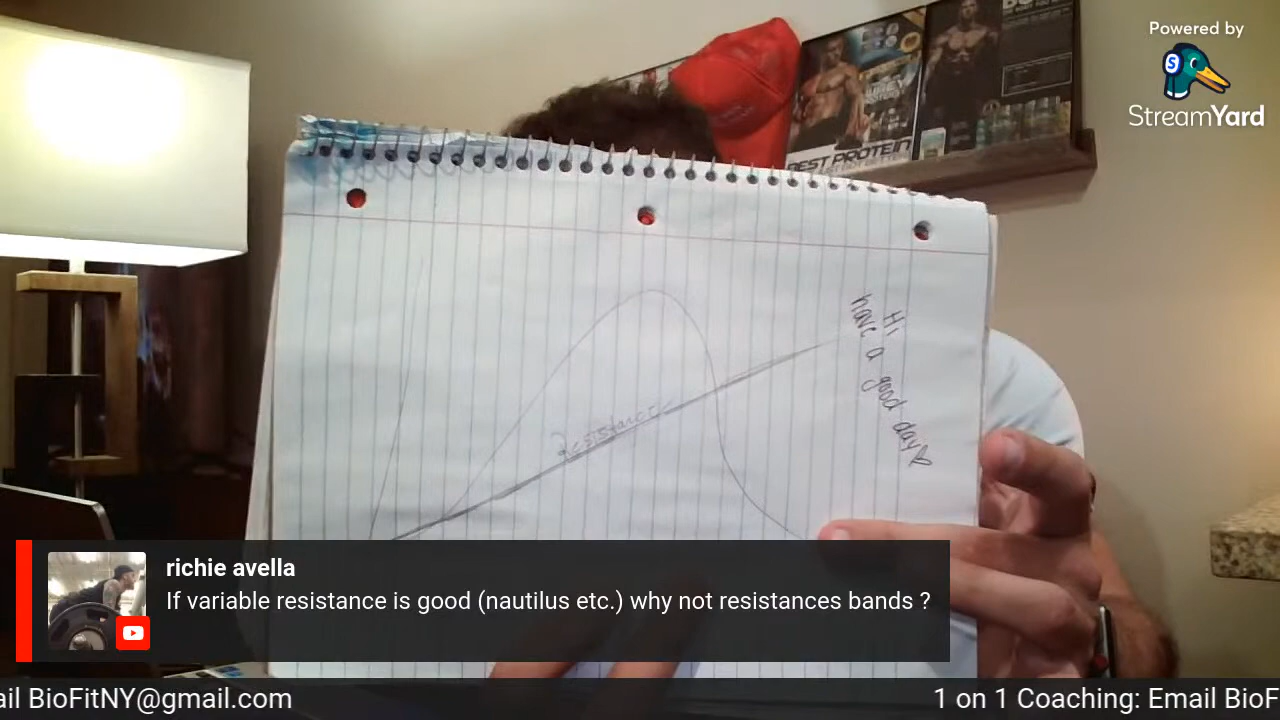 Powered by
StreamYard
BEST PROTEIN
Hi
have a good day♡
Resistance
richie avella
If variable resistance is good (nautilus etc.) why not resistances bands ?
ail BioFitNY@gmail.com
1 on 1 Coaching: Email BioF